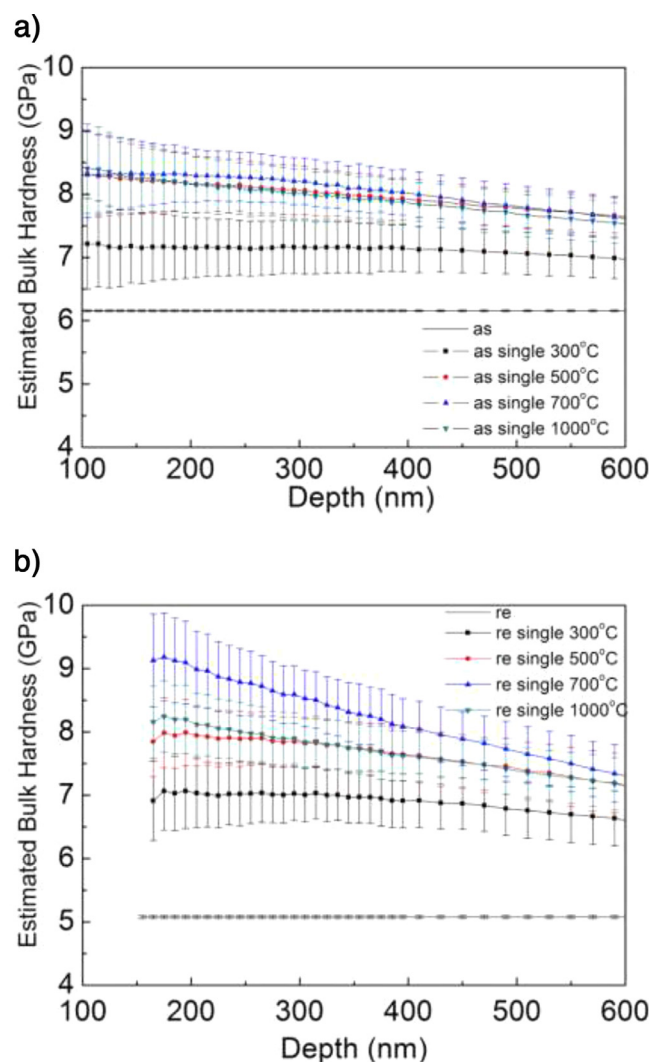 a)
10
9
8
7
6
5
4
Estimated Bulk Hardness (GPa)
as
as single 300°C
as single 500°C
as single 700°C
as single 1000°C
100 200 300 400 500 600
Depth (nm)
b)
10
9
8
7
6
5
4
Estimated Bulk Hardness (GPa)
re
re single 300°C
re single 500°C
re single 700°C
re single 1000°C
100 200 300 400 500 600
Depth (nm)